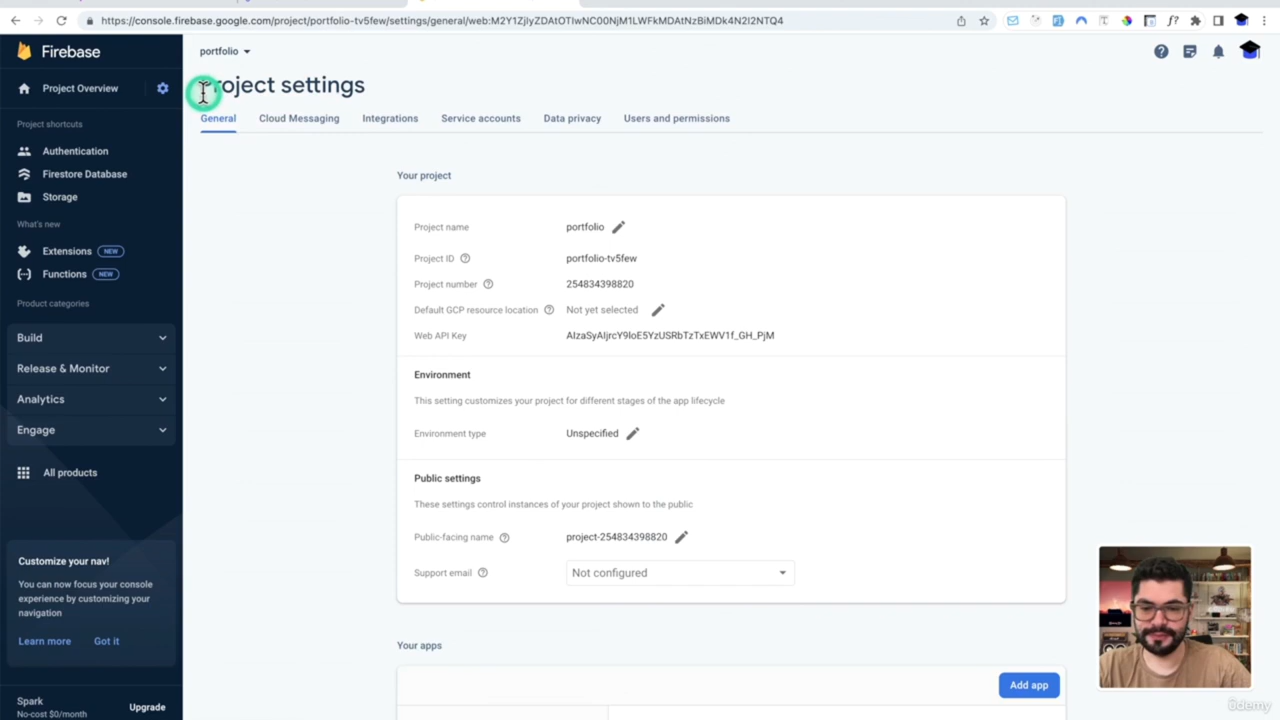 https://console.firebase.google.com/project/portfolio-tv5few/settings/general/web:M2Y1ZjIyZDAtOTIwNC00NjM1LWFkMDAtNzBiMDk4N2I2NTQ4
Firebase
portfolio
Project Overview
Project settings
Project shortcuts
General
Cloud Messaging
Integrations
Service accounts
Data privacy
Users and permissions
Authentication
Firestore Database
Storage
What's new
Extensions NEW
Functions NEW
Product categories
Build
Release & Monitor
Analytics
Engage
All products
Customize your nav!
You can now focus your console
experience by customizing your
navigation
Learn more Got it
Spark
No-cost $0/month
Upgrade
Your project
Project name portfolio
Project ID portfolio-tv5few
Project number 254834398820
Default GCP resource location Not yet selected
Web API Key AIzaSyAIjrcY9IoE5YzUSRbTzTxEWV1f_GH_PjM
Environment
This setting customizes your project for different stages of the app lifecycle
Environment type Unspecified
Public settings
These settings control instances of your project shown to the public
Public-facing name project-254834398820
Support email Not configured
Your apps
Add app
ûdemy